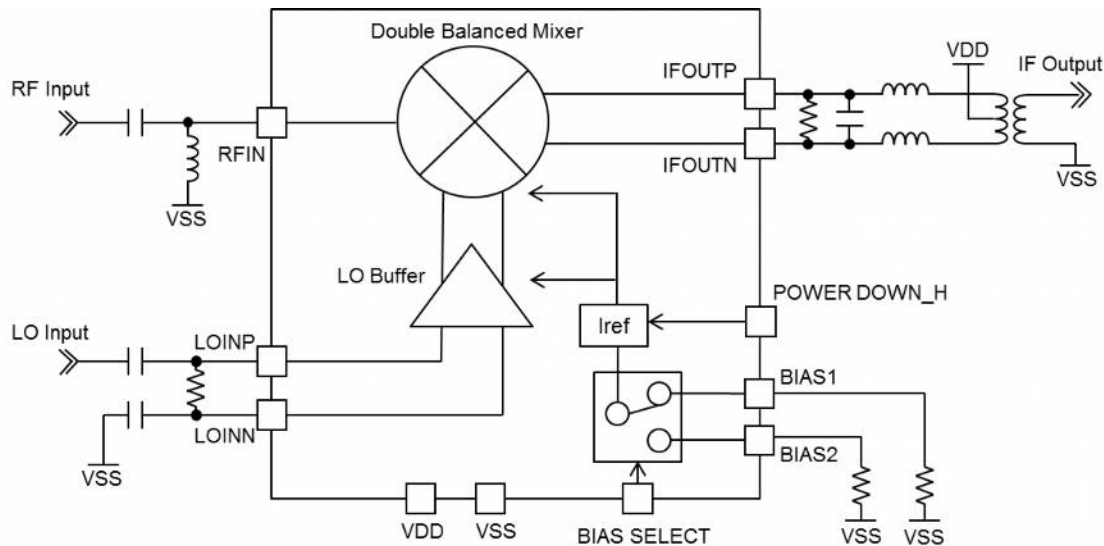 Double Balanced Mixer
VDD
IF Output
IFOUTP
RF Input
RFIN
IFOUTN
VSS
VSS
LO Buffer
POWER DOWN_H
LO Input
LOINP
Iref
BIAS1
LOINN
BIAS2
VSS
VDD
VSS
BIAS SELECT
VSS
VSS